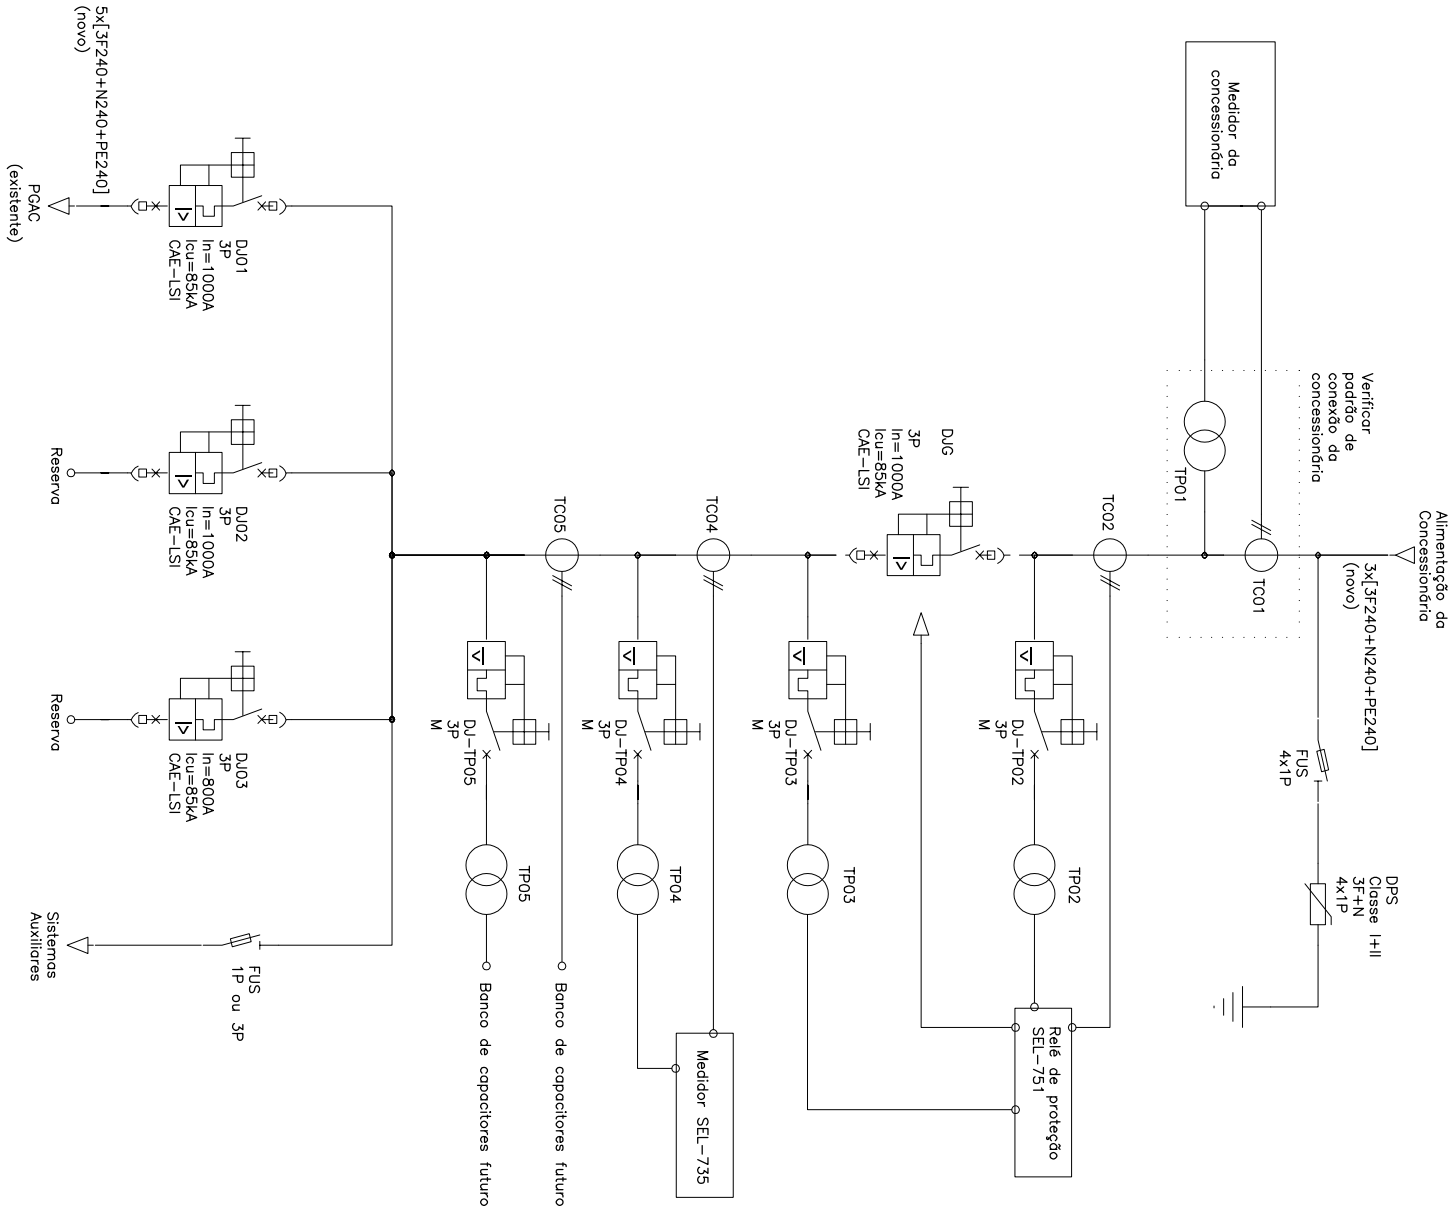 Alimentação da
Concessionária
3x[3F240+N240+PE240]
(novo)
FUS
4x1P
DPS
Classe I+II
3F+N
4x1P
Verificar
padrão de
conexão da
concessionária
TC01
TP01
Medidor da
concessionária
TC02
DJ-TP02
3P
M
TP02
Relé de proteção
SEL-751
DJG
3P
In=1000A
Icu=85kA
CAE-LSI
DJ-TP03
3P
M
TP03
TC04
DJ-TP04
3P
M
TP04
Medidor SEL-735
TC05
Banco de capacitores futuro
DJ-TP05
3P
M
TP05
Banco de capacitores futuro
DJ01
3P
In=1000A
Icu=85kA
CAE-LSI
5x[3F240+N240+PE240]
(novo)
PGAC
(existente)
DJ02
3P
In=1000A
Icu=85kA
CAE-LSI
Reserva
DJ03
3P
In=800A
Icu=85kA
CAE-LSI
Reserva
FUS
1P ou 3P
Sistemas
Auxiliares